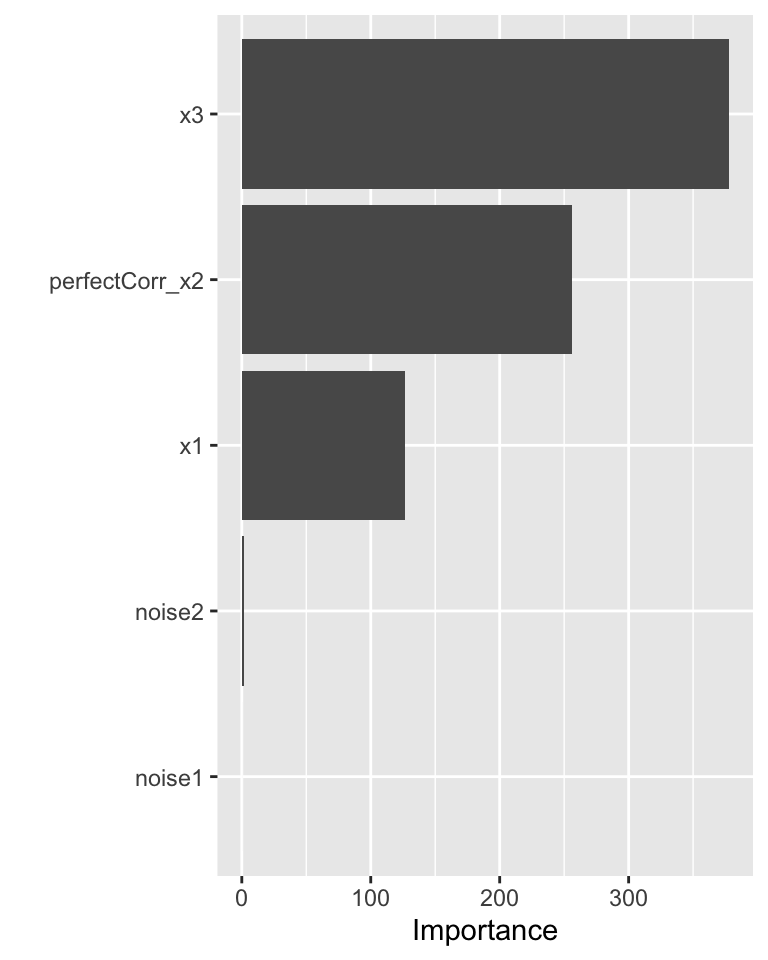 x3
perfectCorr_x2
x1
noise2
noise1
0 100 200 300
Importance